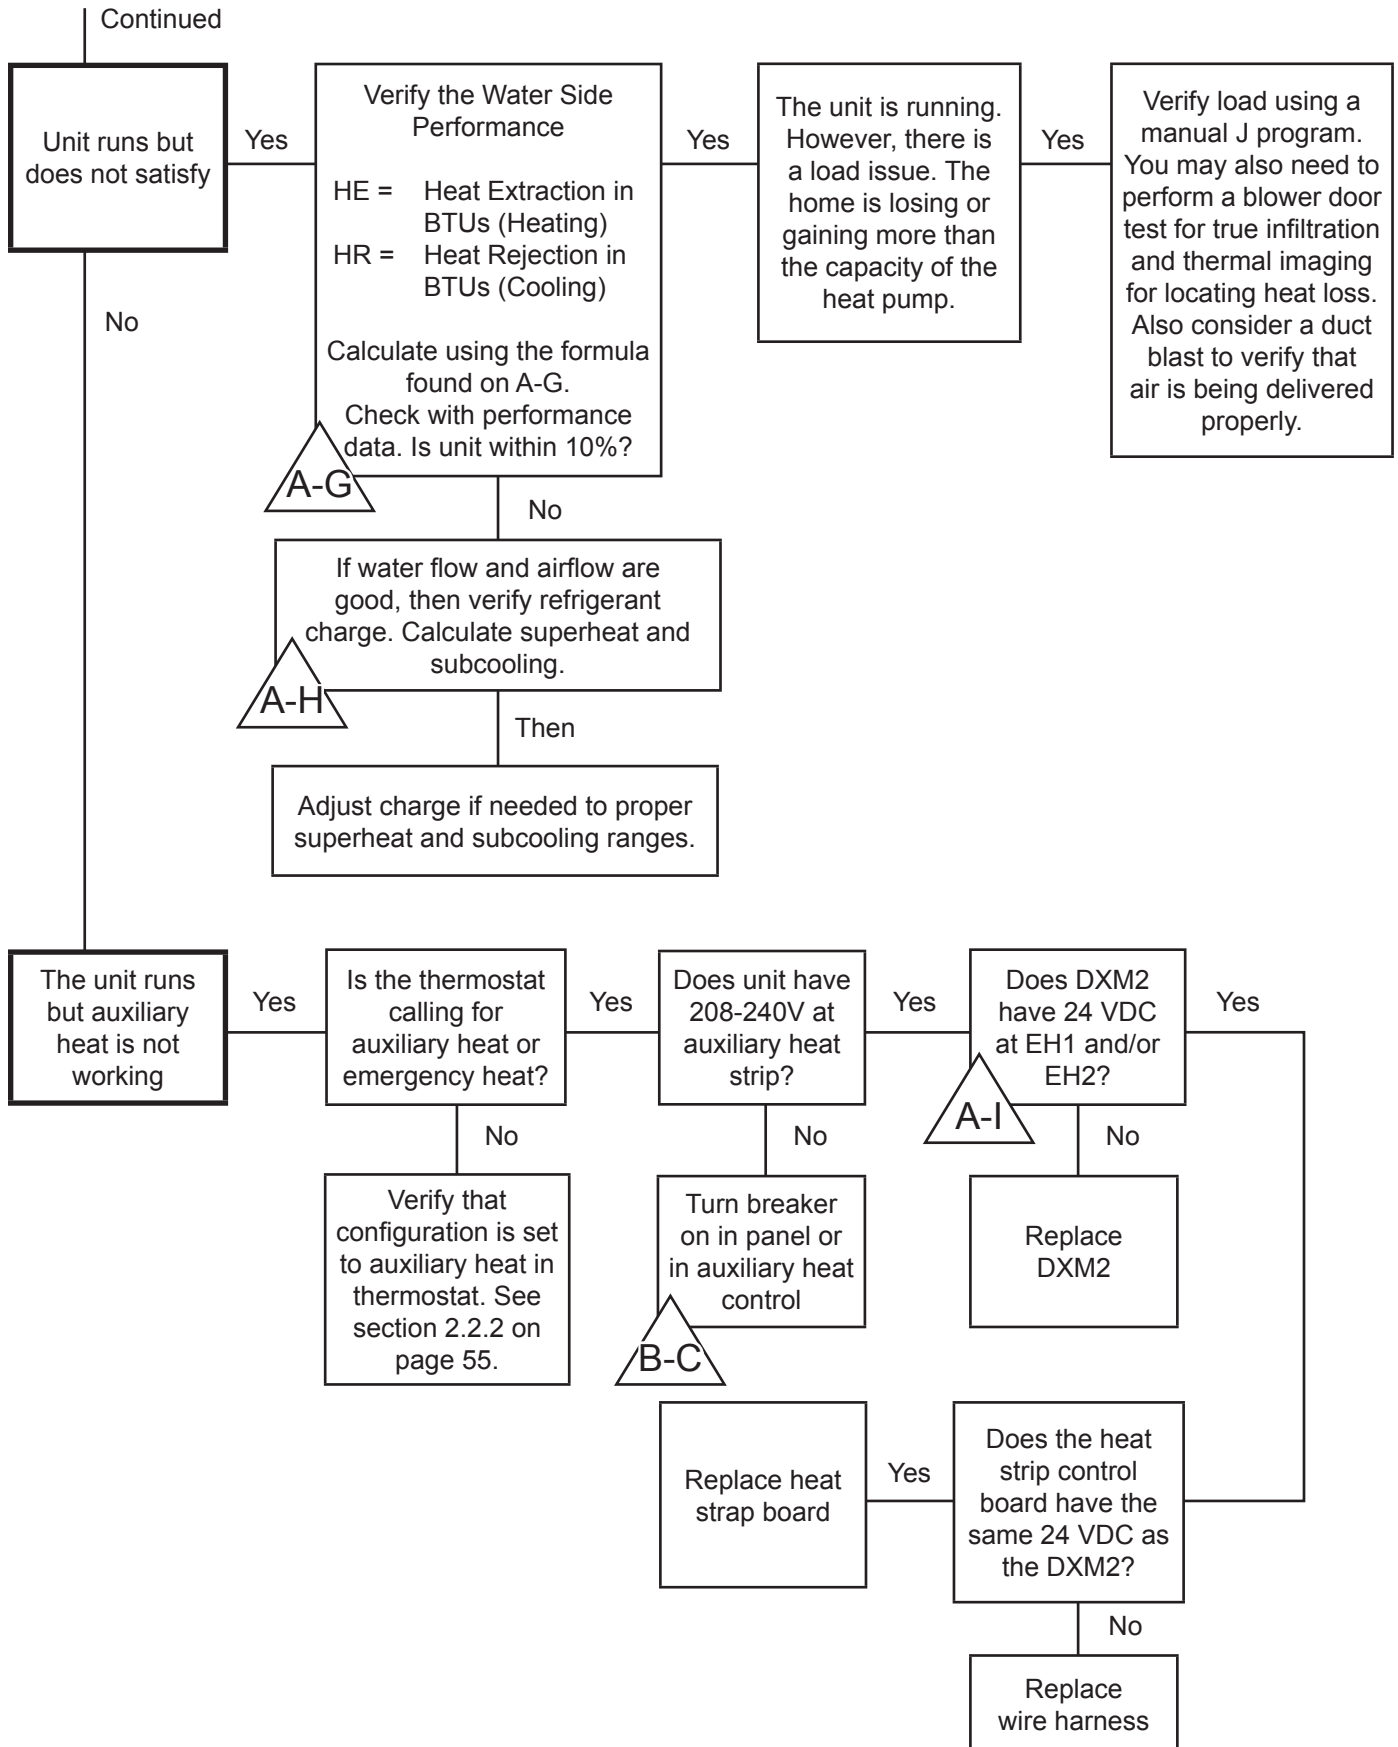 Continued
Unit runs but
does not satisfy
Yes
Verify the Water Side
Performance
HE = Heat Extraction in
BTUs (Heating)
HR = Heat Rejection in
BTUs (Cooling)
Calculate using the formula
found on A-G.
Check with performance
data. Is unit within 10%?
A-G
Yes
The unit is running.
However, there is
a load issue. The
home is losing or
gaining more than
the capacity of the
heat pump.
Yes
Verify load using a
manual J program.
You may also need to
perform a blower door
test for true infiltration
and thermal imaging
for locating heat loss.
Also consider a duct
blast to verify that
air is being delivered
properly.
No
No
If water flow and airflow are
good, then verify refrigerant
charge. Calculate superheat and
subcooling.
A-H
Then
Adjust charge if needed to proper
superheat and subcooling ranges.
The unit runs
but auxiliary
heat is not
working
Yes
Is the thermostat
calling for
auxiliary heat or
emergency heat?
Yes
Does unit have
208-240V at
auxiliary heat
strip?
Yes
Does DXM2
have 24 VDC
at EH1 and/or
EH2?
A-I
Yes
No
Verify that
configuration is set
to auxiliary heat in
thermostat. See
section 2.2.2 on
page 55.
No
Turn breaker
on in panel or
in auxiliary heat
control
B-C
No
Replace
DXM2
Replace heat
strap board
Yes
Does the heat
strip control
board have the
same 24 VDC as
the DXM2?
No
Replace
wire harness